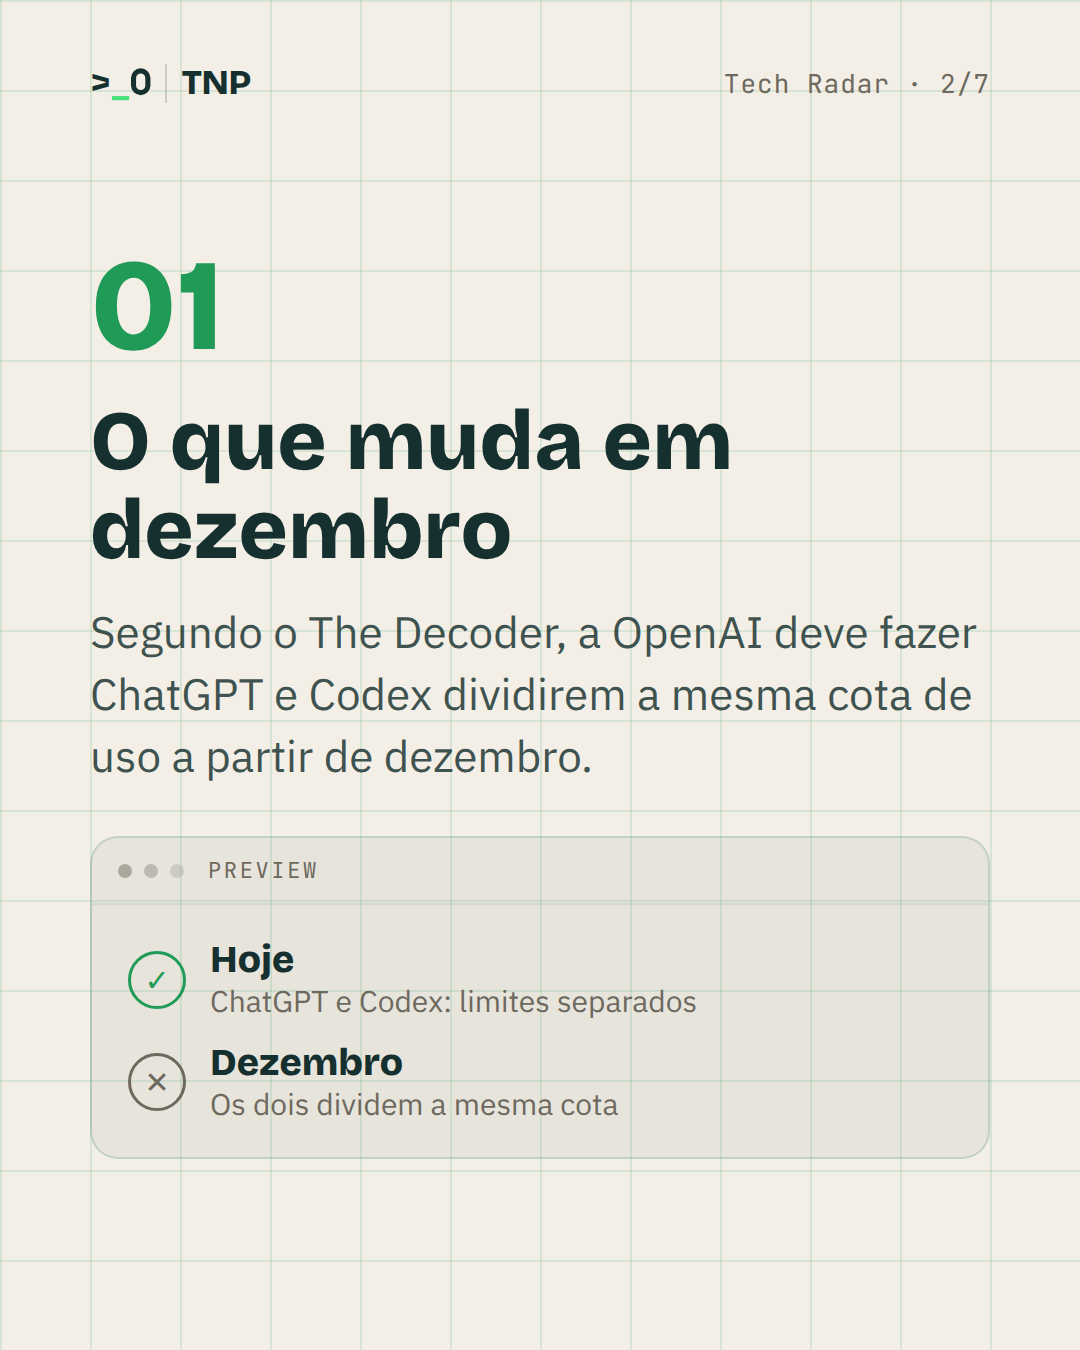 >_0 | TNP
Tech Radar · 2/7
01
O que muda em
dezembro
Segundo o The Decoder, a OpenAI deve fazer
ChatGPT e Codex dividirem a mesma cota de
uso a partir de dezembro.
PREVIEW
✓ Hoje
ChatGPT e Codex: limites separados
✕ Dezembro
Os dois dividem a mesma cota